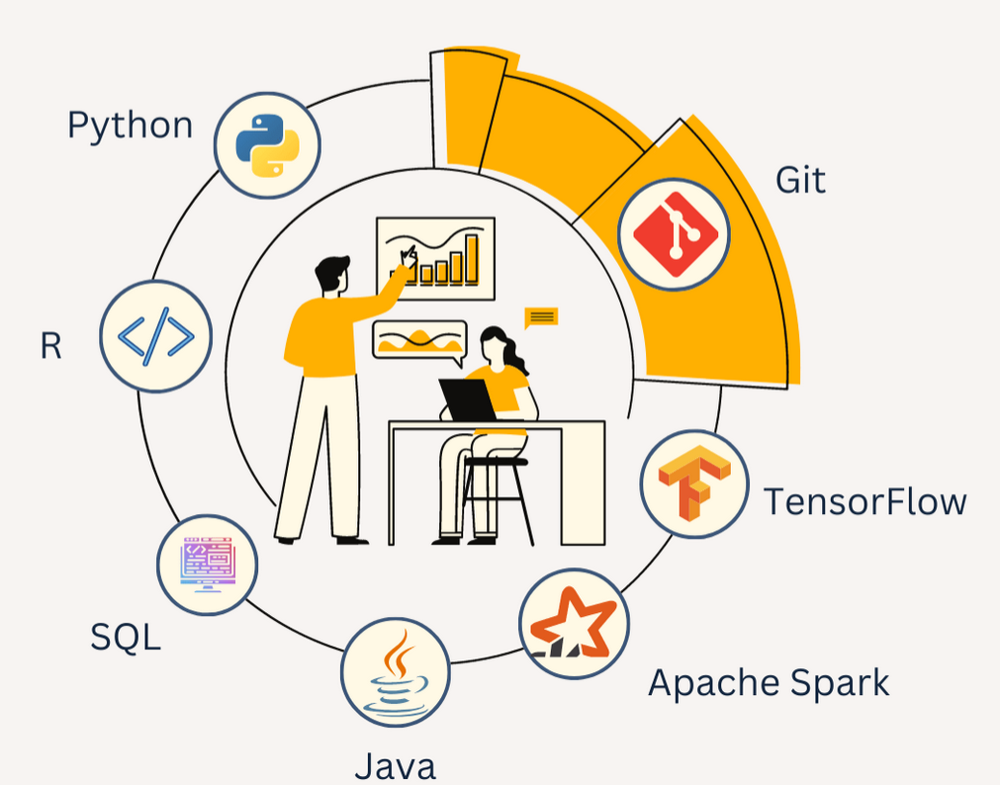 Python
Git
R
TensorFlow
SQL
Apache Spark
Java